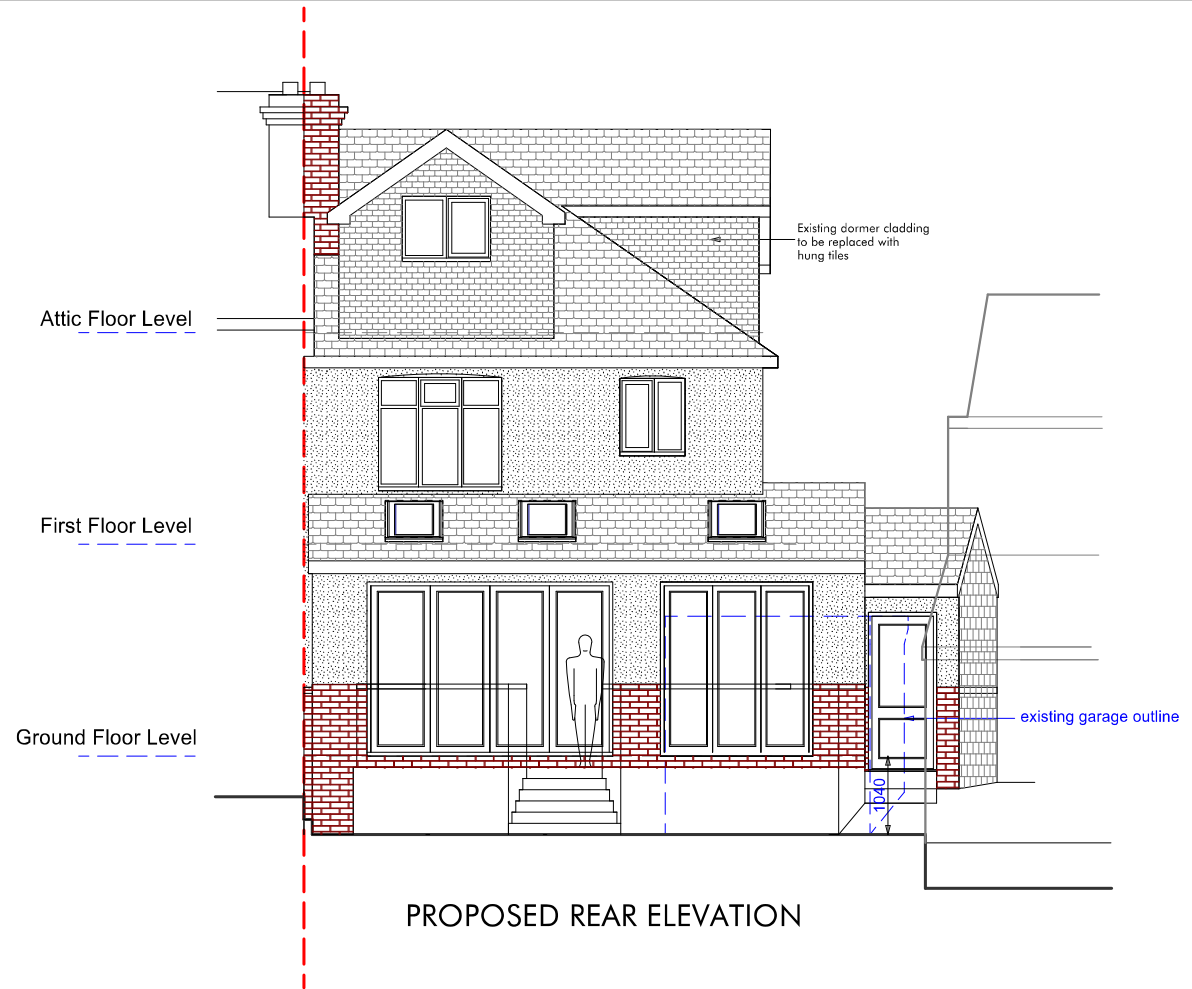 Existing dormer cladding
to be replaced with
hung tiles
Attic Floor Level
First Floor Level
existing garage outline
Ground Floor Level
1040
PROPOSED REAR ELEVATION